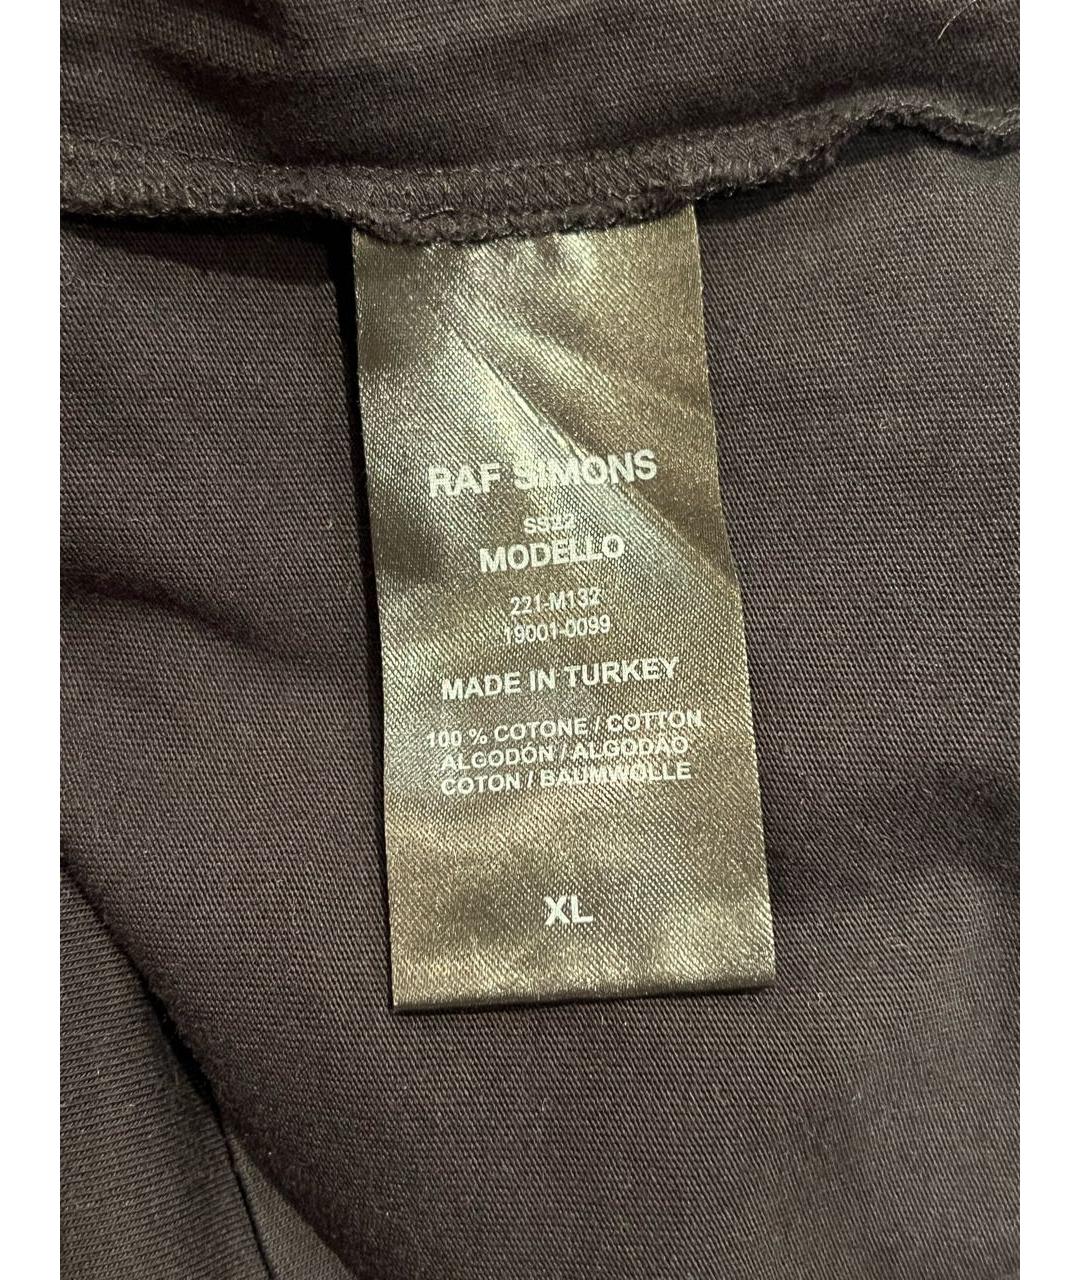 RAF SIMONS
SS22
MODELLO
221-M132
19001-0099
MADE IN TURKEY
100 % COTONE / COTTON
ALGODÓN / ALGODÃO
COTON / BAUMWOLLE
XL